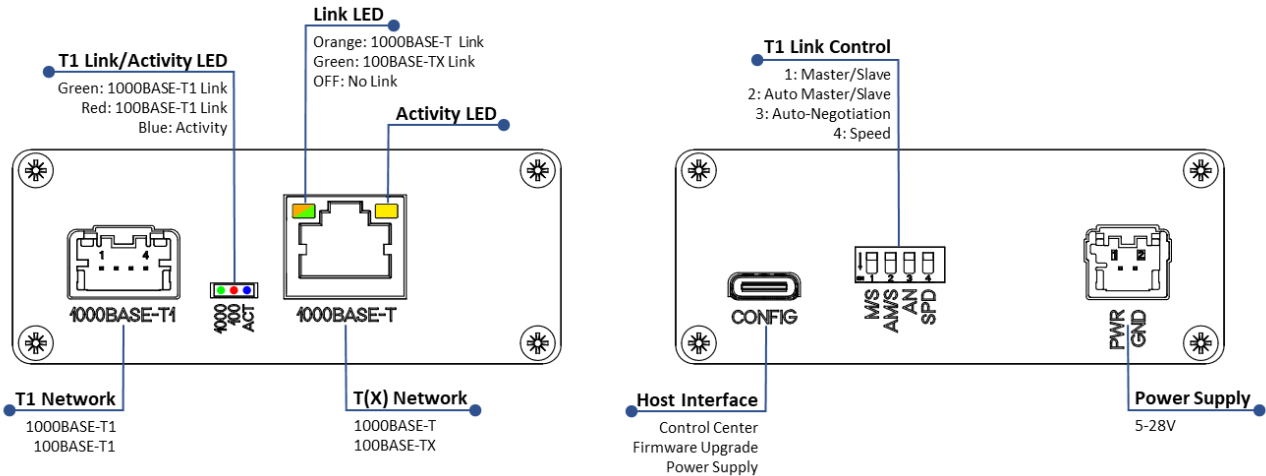 Link LED
Orange: 1000BASE-T Link
Green: 100BASE-TX Link
OFF: No Link
T1 Link/Activity LED
Green: 1000BASE-T1 Link
Red: 100BASE-T1 Link
Blue: Activity
Activity LED
1 4
1000BASE-T1
1000
100
ACT
1000BASE-T
T1 Network
1000BASE-T1
100BASE-T1
T(X) Network
1000BASE-T
100BASE-TX
T1 Link Control
1: Master/Slave
2: Auto Master/Slave
3: Auto-Negotiation
4: Speed
CONFIG
1 2 3 4
M/S
AM/S
AN
SPD
1 2
PWR
GND
Host Interface
Control Center
Firmware Upgrade
Power Supply
Power Supply
5-28V